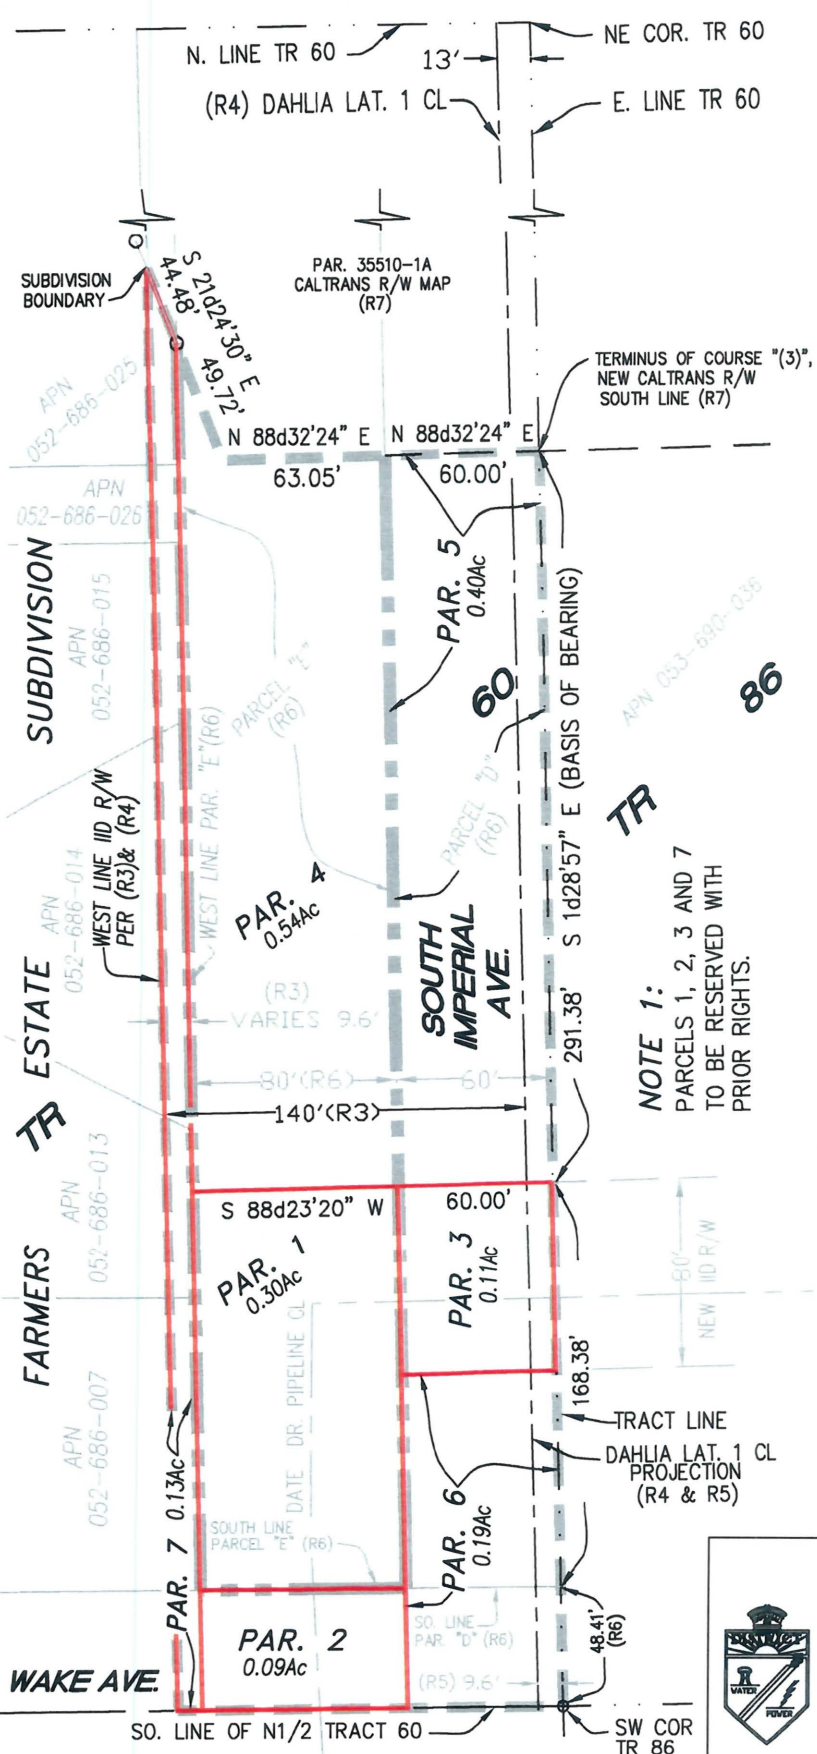 N. LINE TR 60
NE COR. TR 60
13'
(R4) DAHLIA LAT. 1 CL
E. LINE TR 60
SUBDIVISION
BOUNDARY
S 21d24'30" E
44.48'
49.72'
PAR. 35510-1A
CALTRANS R/W MAP
(R7)
TERMINUS OF COURSE "(3)",
NEW CALTRANS R/W
SOUTH LINE (R7)
APN
052-686-025
N 88d32'24" E
63.05'
N 88d32'24" E
60.00'
APN
052-686-026
SUBDIVISION
APN
052-686-015
PAR. 5
0.40Ac
60
S 1d28'57" E (BASIS OF BEARING)
291.38'
APN 053-690-036
86
TR
PARCEL "E"
(R6)
WEST LINE PAR. "E"(R6)
PARCEL "D"
(R6)
WEST LINE IID R/W
PER (R3)& (R4)
APN
052-686-014
PAR. 4
0.54Ac
SOUTH
IMPERIAL
AVE.
NOTE 1:
PARCELS 1, 2, 3 AND 7
TO BE RESERVED WITH
PRIOR RIGHTS.
ESTATE
(R3)
VARIES 9.6'
80'(R6)
60'
140'(R3)
TR
APN
052-686-013
S 88d23'20" W
60.00'
PAR. 1
0.30Ac
PAR. 3
0.11Ac
80'
NEW IID R/W
FARMERS
DATE DR. PIPELINE CL
168.38'
APN
052-686-007
TRACT LINE
DAHLIA LAT. 1 CL
PROJECTION
(R4 & R5)
PAR. 7 0.13Ac
SOUTH LINE
PARCEL "E" (R6)
PAR. 6
0.19Ac
PAR. 2
0.09Ac
SO. LINE
PAR. "D" (R6)
48.41'
(R6)
(R5) 9.6'
WAKE AVE.
SO. LINE OF N1/2 TRACT 60
SW COR
TR 86
DISTRICT
WATER
POWER